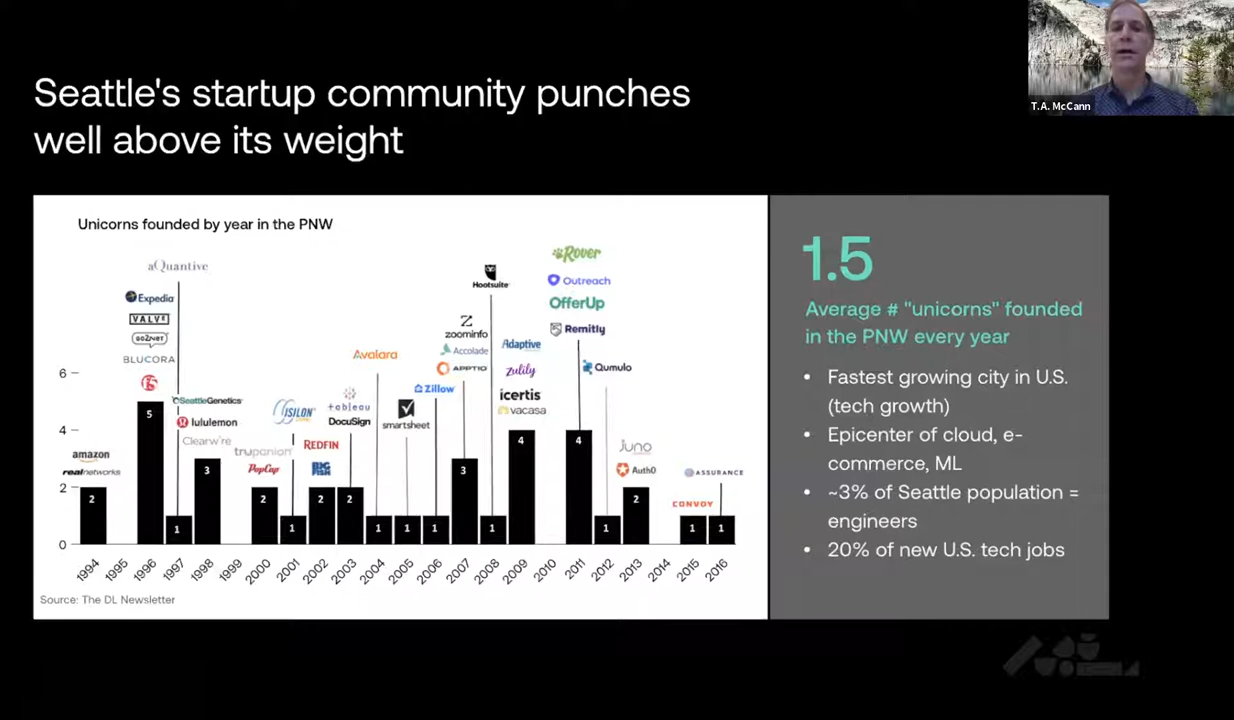 T.A. McCann
Seattle's startup community punches
well above its weight
Unicorns founded by year in the PNW
aQuantive
Expedia
VALVE
GO2NET
BLUCORA
f5
SeattleGenetics
lululemon
Clearwire
amazon
realnetworks
trupanion
PopCap
ISILON
REDFIN
BIG
FISH
tableau
DocuSign
Avalara
smartsheet
Zillow
zoominfo
Accolade
APPTIO
Hootsuite
Adaptive
zulily
icertis
vacasa
Rover
Outreach
OfferUp
Remitly
Qumulo
juno
Auth0
CONVOY
ASSURANCE
6
4
2
0
2
5
1
3
2
1
2
2
1
1
1
3
1
4
4
1
2
1
1
1994
1995
1996
1997
1998
1999
2000
2001
2002
2003
2004
2005
2006
2007
2008
2009
2010
2011
2012
2013
2014
2015
2016
Source: The DL Newsletter
1.5
Average # "unicorns" founded
in the PNW every year
• Fastest growing city in U.S.
(tech growth)
• Epicenter of cloud, e-
commerce, ML
• ~3% of Seattle population =
engineers
• 20% of new U.S. tech jobs